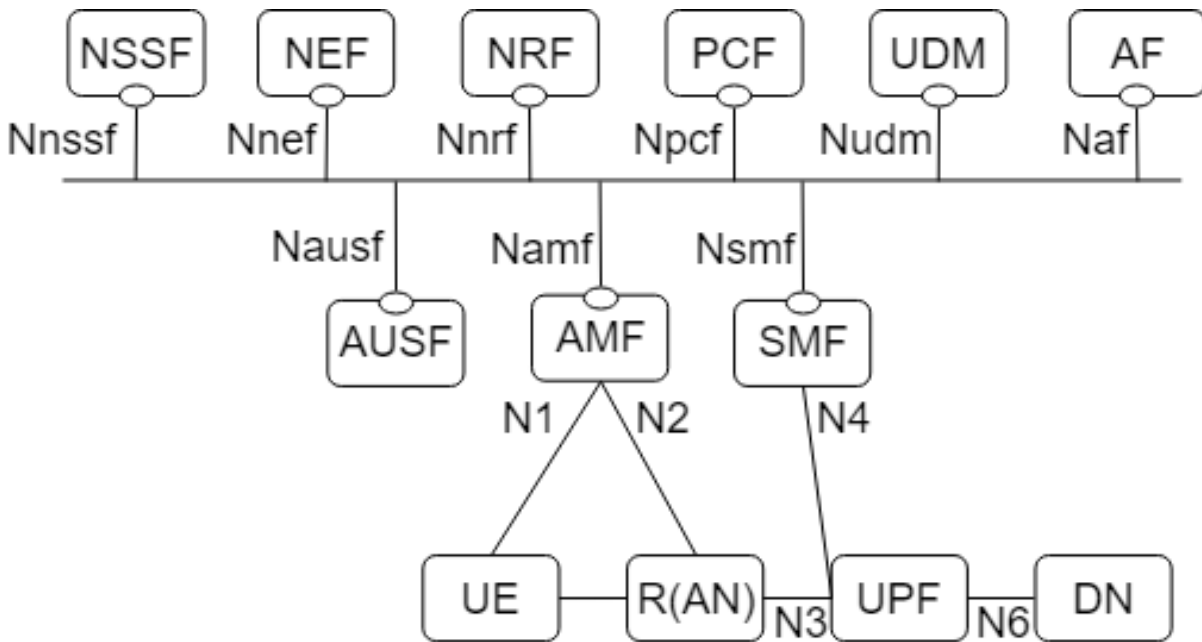 NSSF NEF NRF PCF UDM AF
Nnssf Nnef Nnrf Npcf Nudm Naf
Nausf Namf Nsmf
AUSF AMF SMF
N1 N2 N4
UE R(AN) N3 UPF N6 DN